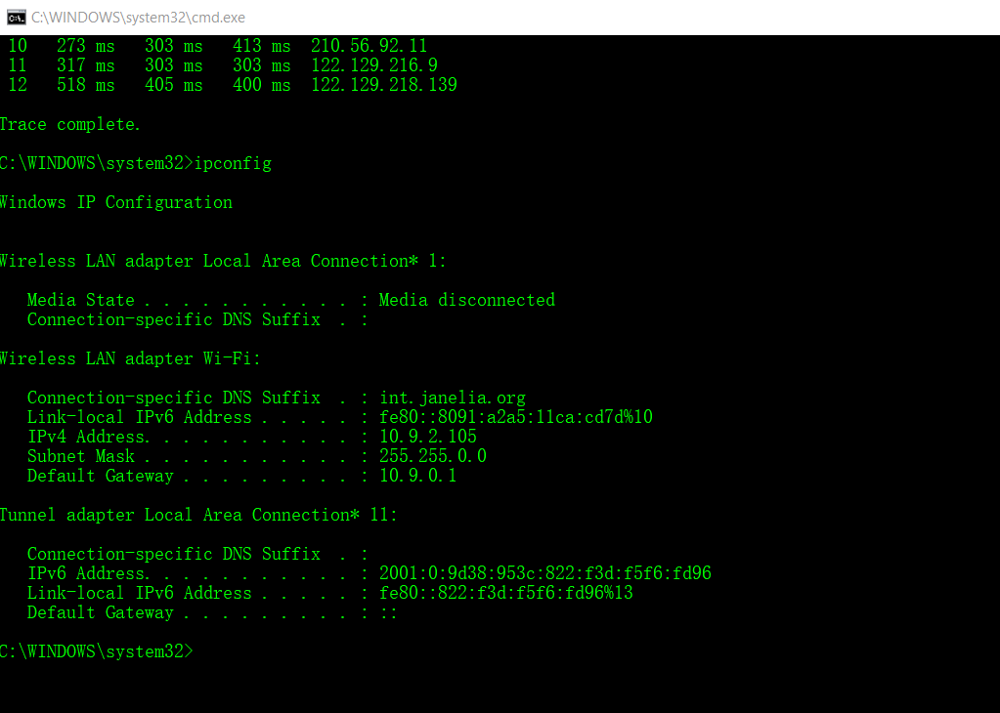 C:\WINDOWS\system32\cmd.exe
10 273 ms 303 ms 413 ms 210.56.92.11
11 317 ms 303 ms 303 ms 122.129.216.9
12 518 ms 405 ms 400 ms 122.129.218.139
Trace complete.
C:\WINDOWS\system32>ipconfig
Windows IP Configuration
Wireless LAN adapter Local Area Connection* 1:
Media State . . . . . . . . . . . : Media disconnected
Connection-specific DNS Suffix . :
Wireless LAN adapter Wi-Fi:
Connection-specific DNS Suffix . : int.janelia.org
Link-local IPv6 Address . . . . . : fe80::8091:a2a5:11ca:cd7d%10
IPv4 Address. . . . . . . . . . . : 10.9.2.105
Subnet Mask . . . . . . . . . . . : 255.255.0.0
Default Gateway . . . . . . . . . : 10.9.0.1
Tunnel adapter Local Area Connection* 11:
Connection-specific DNS Suffix . :
IPv6 Address. . . . . . . . . . . : 2001:0:9d38:953c:822:f3d:f5f6:fd96
Link-local IPv6 Address . . . . . : fe80::822:f3d:f5f6:fd96%13
Default Gateway . . . . . . . . . : ::
C:\WINDOWS\system32>